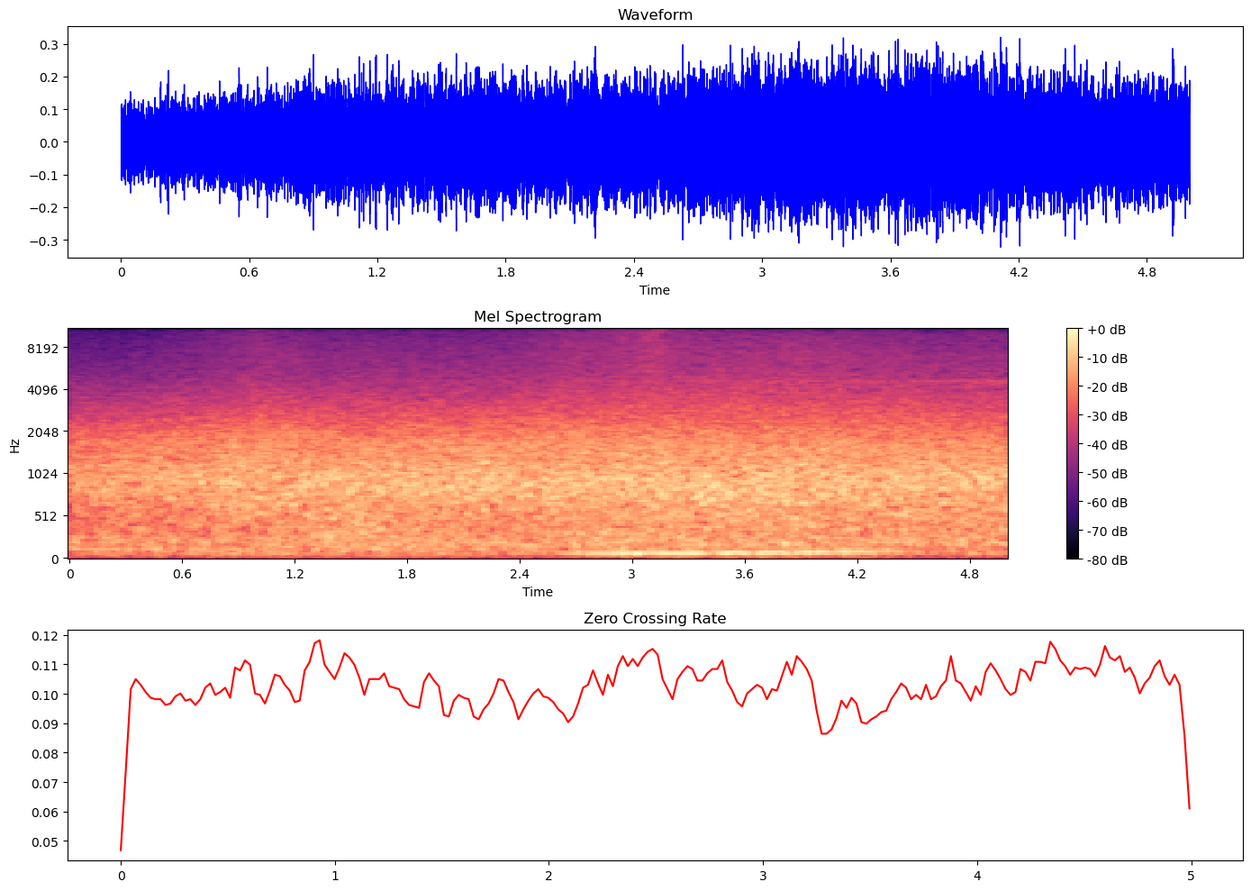 Waveform
0.3
0.2
0.1
0.0
−0.1
−0.2
−0.3
0 0.6 1.2 1.8 2.4 3 3.6 4.2 4.8
Time
Mel Spectrogram
Hz
8192
4096
2048
1024
512
0
0 0.6 1.2 1.8 2.4 3 3.6 4.2 4.8
Time
+0 dB
-10 dB
-20 dB
-30 dB
-40 dB
-50 dB
-60 dB
-70 dB
-80 dB
Zero Crossing Rate
0.12
0.11
0.10
0.09
0.08
0.07
0.06
0.05
0 1 2 3 4 5